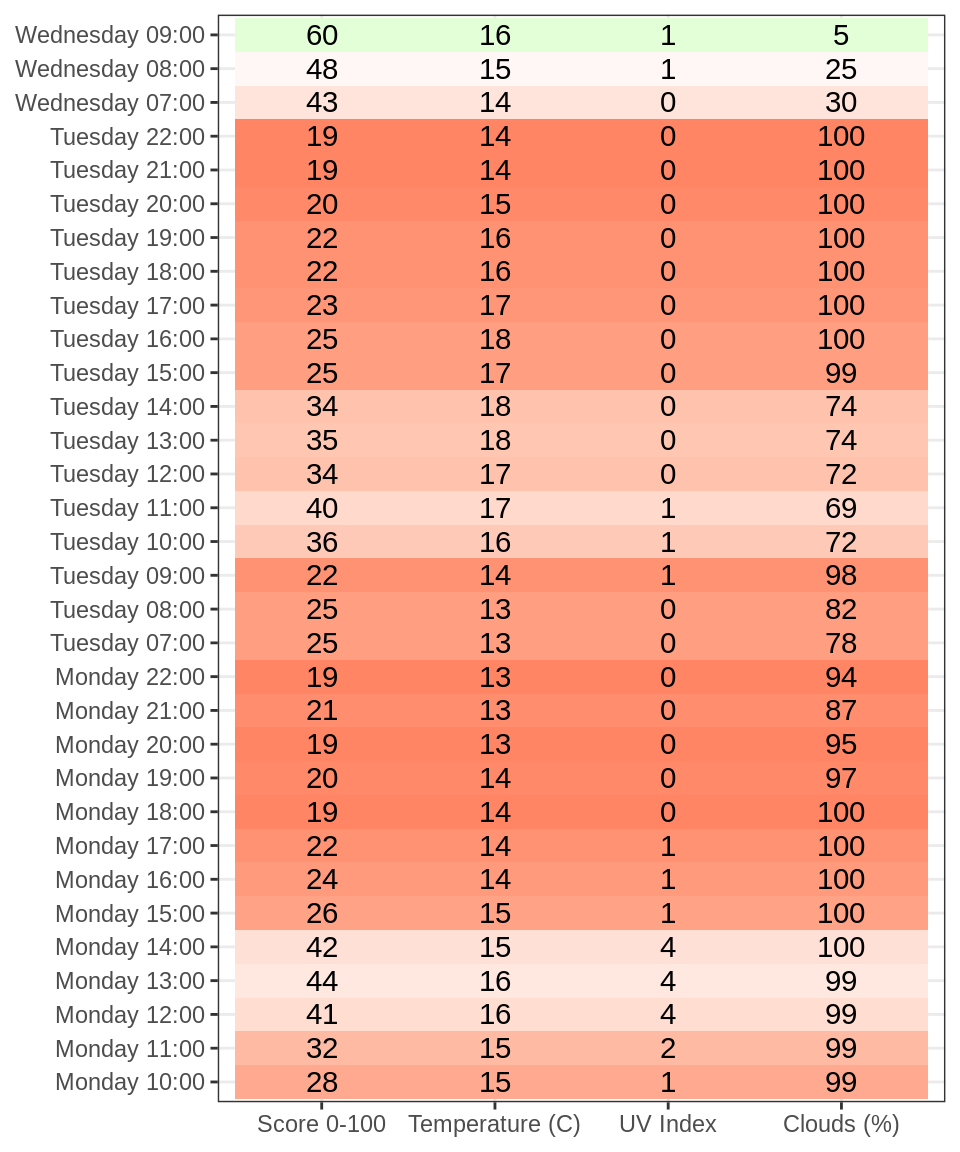 Wednesday 09:00 60 16 1 5
Wednesday 08:00 48 15 1 25
Wednesday 07:00 43 14 0 30
Tuesday 22:00 19 14 0 100
Tuesday 21:00 19 14 0 100
Tuesday 20:00 20 15 0 100
Tuesday 19:00 22 16 0 100
Tuesday 18:00 22 16 0 100
Tuesday 17:00 23 17 0 100
Tuesday 16:00 25 18 0 100
Tuesday 15:00 25 17 0 99
Tuesday 14:00 34 18 0 74
Tuesday 13:00 35 18 0 74
Tuesday 12:00 34 17 0 72
Tuesday 11:00 40 17 1 69
Tuesday 10:00 36 16 1 72
Tuesday 09:00 22 14 1 98
Tuesday 08:00 25 13 0 82
Tuesday 07:00 25 13 0 78
Monday 22:00 19 13 0 94
Monday 21:00 21 13 0 87
Monday 20:00 19 13 0 95
Monday 19:00 20 14 0 97
Monday 18:00 19 14 0 100
Monday 17:00 22 14 1 100
Monday 16:00 24 14 1 100
Monday 15:00 26 15 1 100
Monday 14:00 42 15 4 100
Monday 13:00 44 16 4 99
Monday 12:00 41 16 4 99
Monday 11:00 32 15 2 99
Monday 10:00 28 15 1 99
Score 0-100 Temperature (C) UV Index Clouds (%)